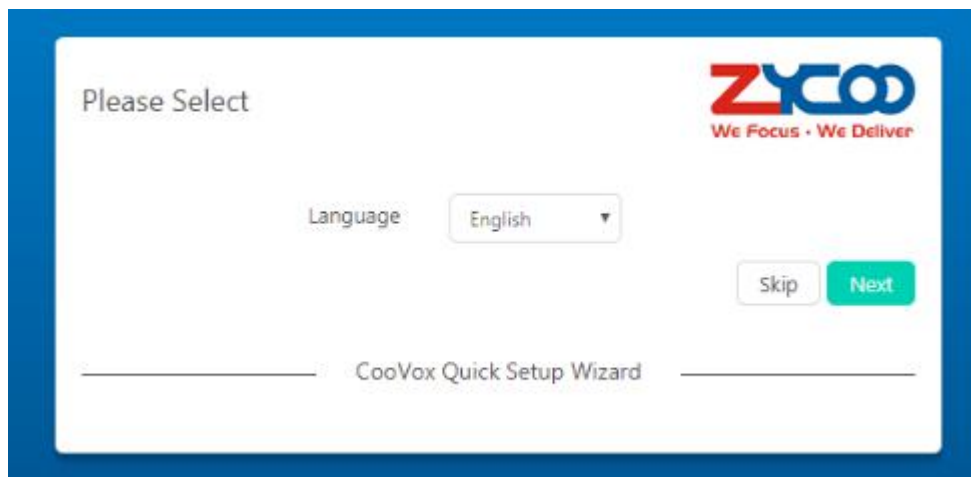 Please Select
ZYCOO
We Focus · We Deliver
Language
English
Skip
Next
CooVox Quick Setup Wizard